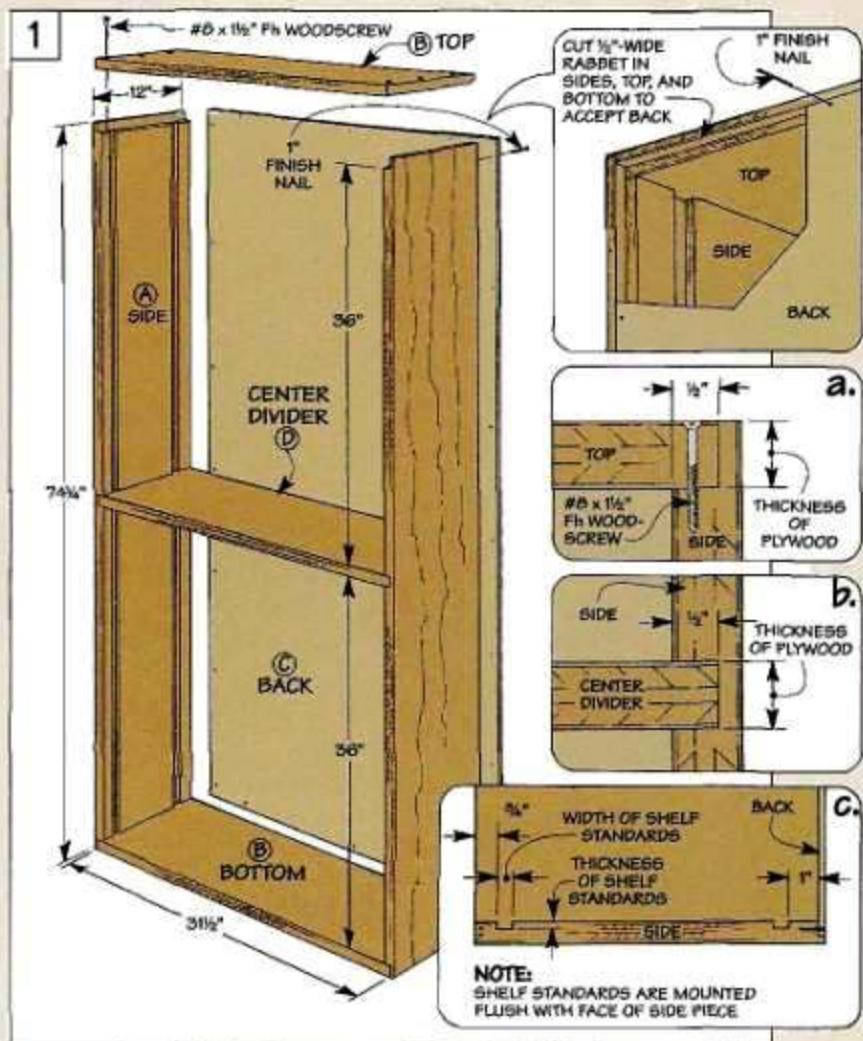 1
#8 x 1½" Fh WOODSCREW
Ⓑ TOP
12"
1"
FINISH
NAIL
Ⓐ
SIDE
36"
CENTER
DIVIDER
Ⓓ
74¼"
Ⓒ
BACK
36"
Ⓑ
BOTTOM
31½"
CUT ½"-WIDE
RABBET IN
SIDES, TOP, AND
BOTTOM TO
ACCEPT BACK
1" FINISH
NAIL
TOP
SIDE
BACK
a.
½"
TOP
#8 x 1½"
Fh WOOD-
SCREW
SIDE
THICKNESS
OF
PLYWOOD
b.
SIDE
½"
THICKNESS
OF PLYWOOD
CENTER
DIVIDER
c.
¾"
WIDTH OF SHELF
STANDARDS
BACK
THICKNESS
OF SHELF
STANDARDS
1"
SIDE
NOTE:
SHELF STANDARDS ARE MOUNTED
FLUSH WITH FACE OF SIDE PIECE